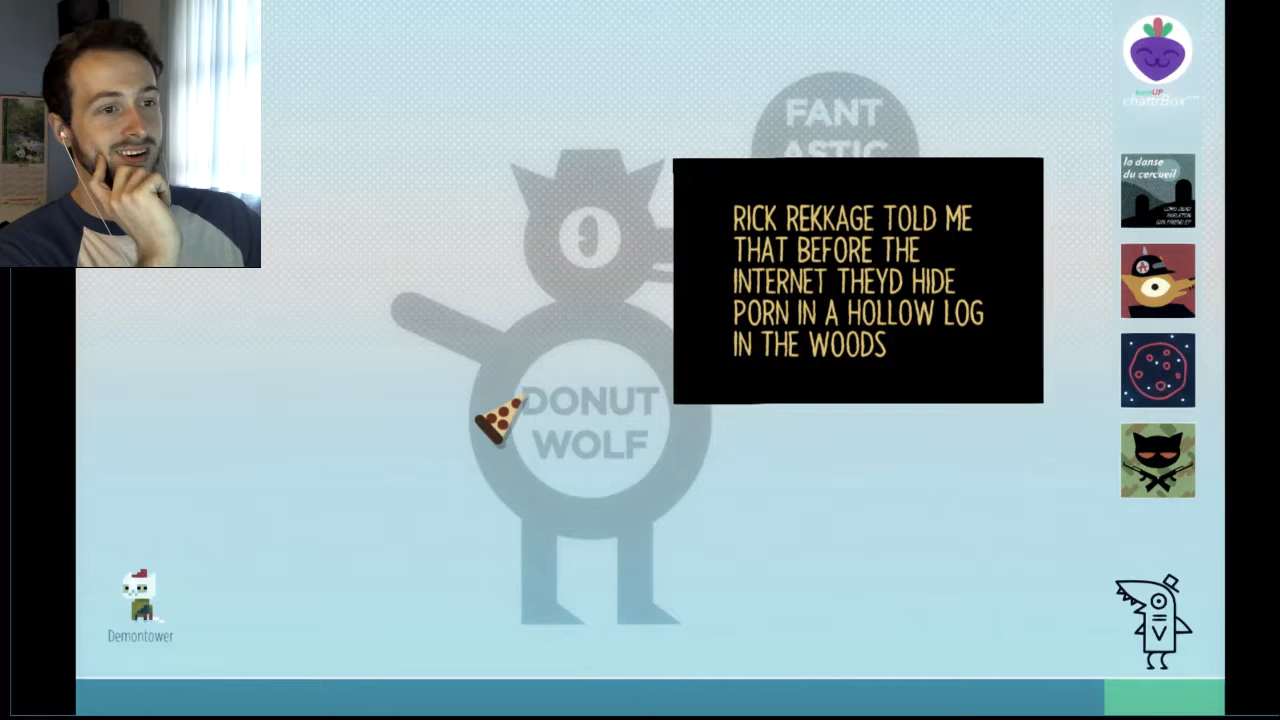 FANT
ASTIC
RICK REKKAGE TOLD ME
THAT BEFORE THE
INTERNET THEYD HIDE
PORN IN A HOLLOW LOG
IN THE WOODS
DONUT
WOLF
chattrBox
la danse
du cercueil
Demontower